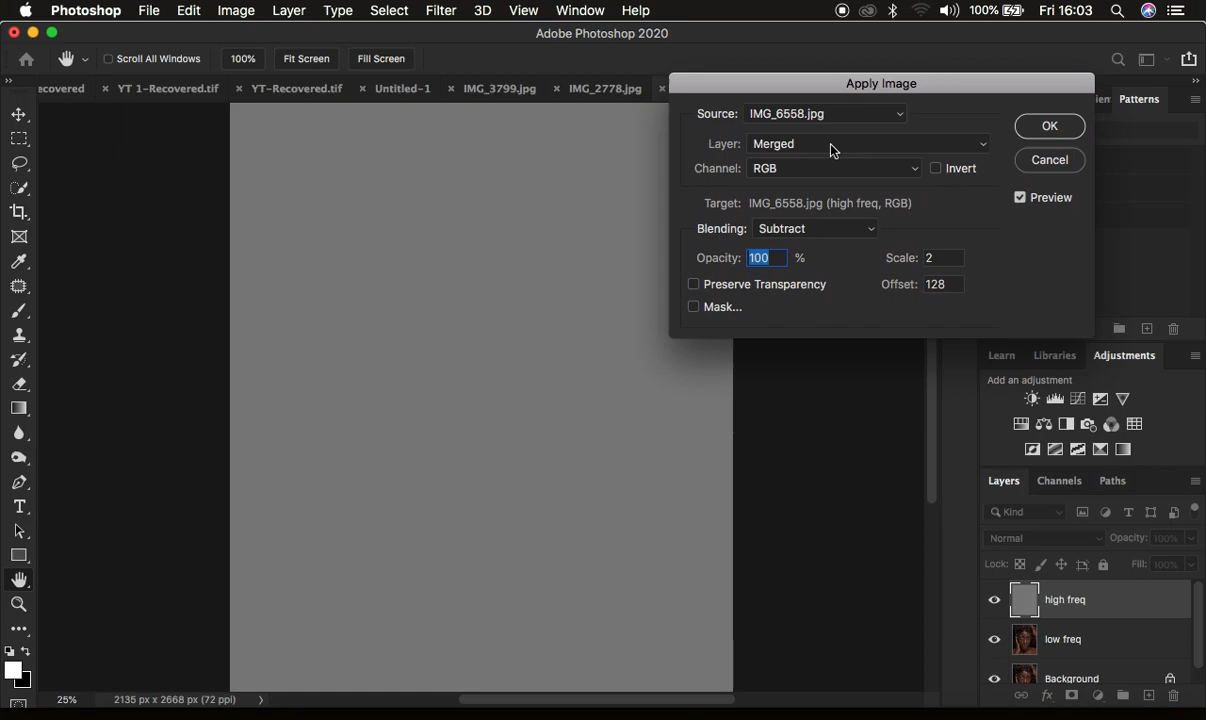 Photoshop File Edit Image Layer Type Select Filter 3D View Window Help 100% Fri 16:03
Adobe Photoshop 2020
Scroll All Windows 100% Fit Screen Fill Screen
ecovered × YT 1-Recovered.tif × YT-Recovered.tif × Untitled-1 × IMG_3799.jpg × IMG_2778.jpg ×
Apply Image
ien Patterns
Source: IMG_6558.jpg
OK
Layer: Merged
Cancel
Channel: RGB Invert
Preview
Target: IMG_6558.jpg (high freq, RGB)
Blending: Subtract
Opacity: 100 % Scale: 2
Preserve Transparency Offset: 128
Mask...
Learn Libraries Adjustments
Add an adjustment
Layers Channels Paths
Kind
Normal Opacity: 100%
Lock: Fill: 100%
high freq
low freq
Background
25% 2135 px x 2668 px (72 ppi)